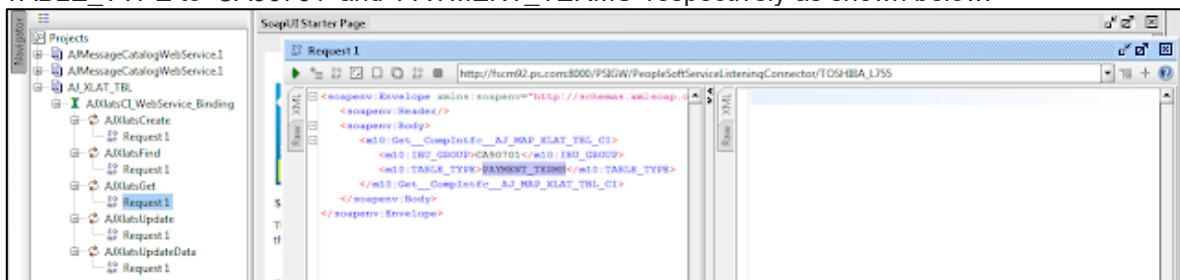 TABLE_TYPE to 'CA90701' and 'PAYMENT_TERMS' respectively as shown below.
Navigator
Projects
AJMessageCatalogWebService.1
AJMessageCatalogWebService.1
AJ_XLAT_TBL
AJXlatsCI_WebService_Binding
AJXlatsCreate
Request 1
AJXlatsFind
Request 1
AJXlatsGet
Request 1
AJXlatsUpdate
Request 1
AJXlatsUpdateData
Request 1
SoapUI Starter Page
Request 1
http://fscm92.ps.com:8000/PSIGW/PeopleSoftServiceListeningConnector/TOSHIBA_L755
XML
Raw
<soapenv:Envelope xmlns:soapenv="http://schemas.xmlsoap.o
<soapenv:Header/>
<soapenv:Body>
<m10:Get__CompIntfc__AJ_MAP_XLAT_TBL_CI>
<m10:IBU_GROUP>CA90701</m10:IBU_GROUP>
<m10:TABLE_TYPE>PAYMENT_TERMS</m10:TABLE_TYPE>
</m10:Get__CompIntfc__AJ_MAP_XLAT_TBL_CI>
</soapenv:Body>
</soapenv:Envelope>
XML
Raw